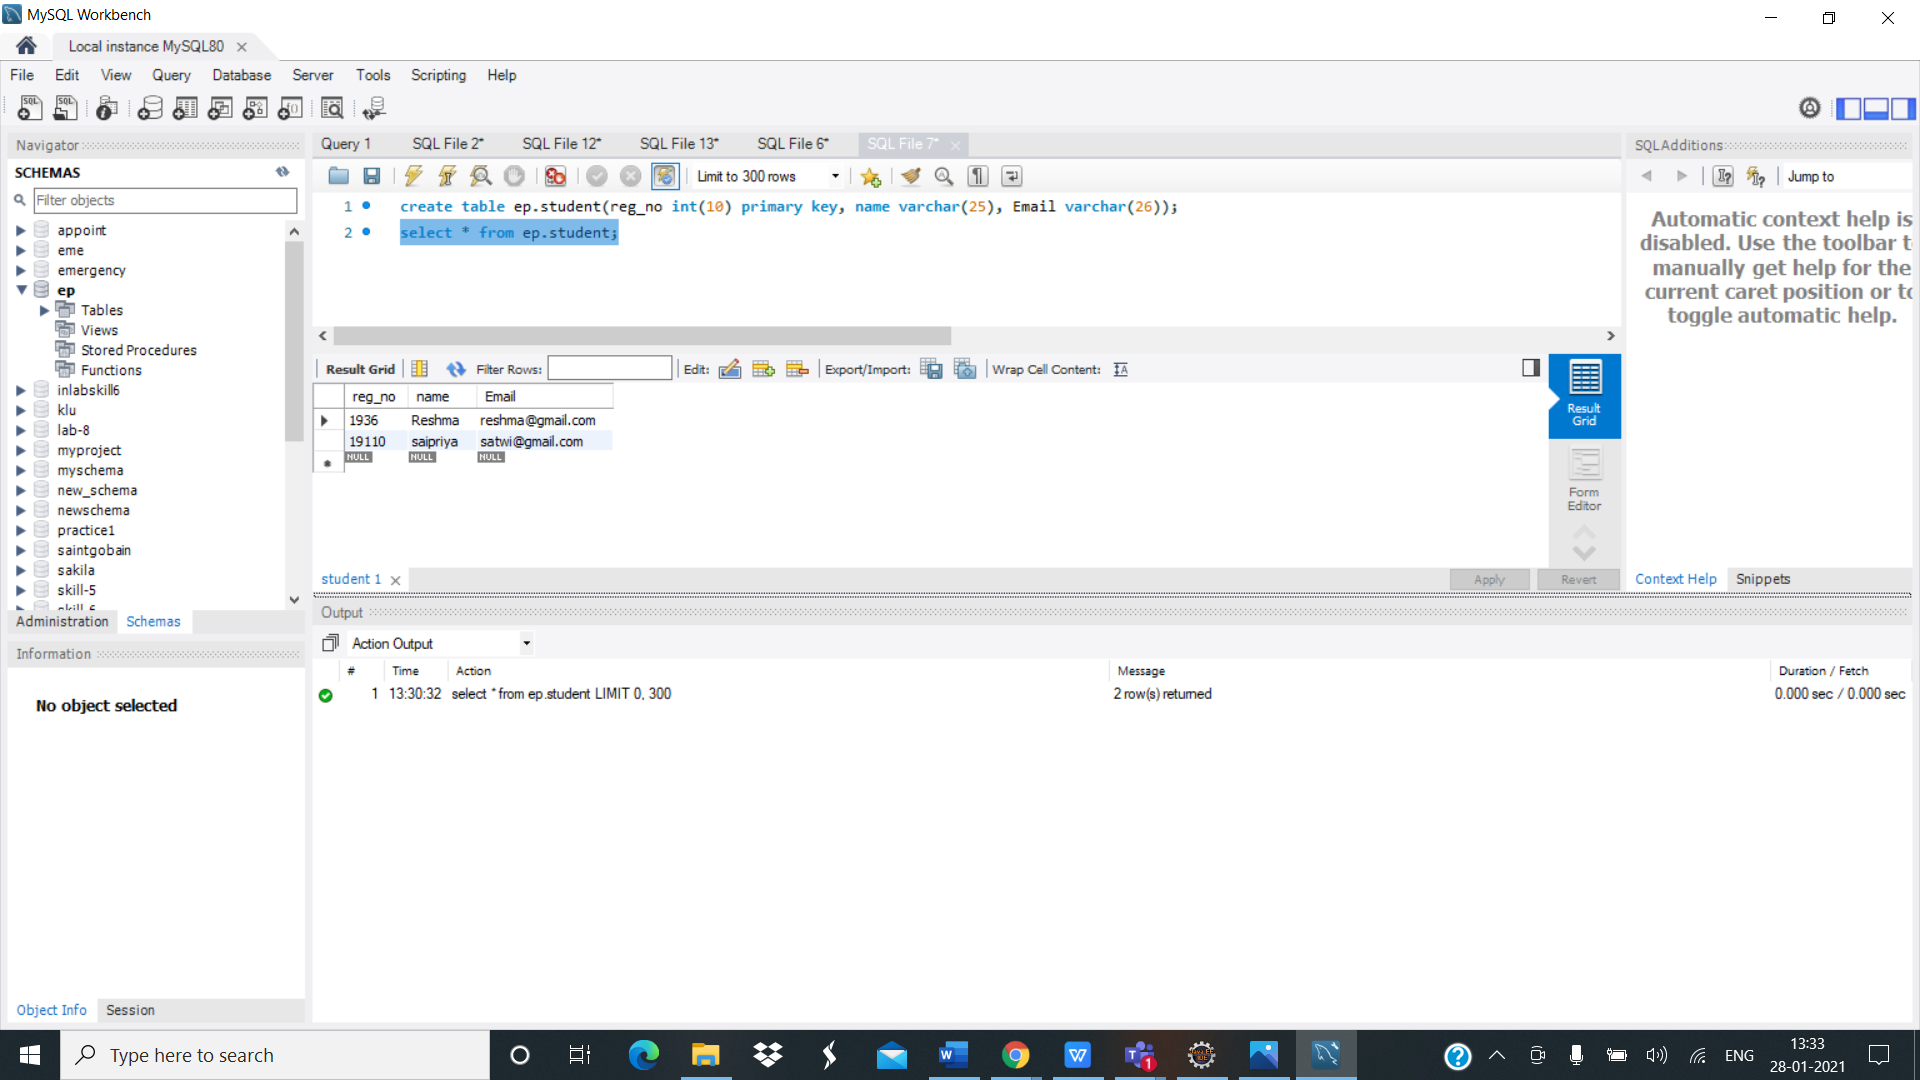 MySQL Workbench
Local instance MySQL80
File Edit View Query Database Server Tools Scripting Help
Navigator
SCHEMAS
Filter objects
appoint
eme
emergency
ep
Tables
Views
Stored Procedures
Functions
inlabskill6
klu
lab-8
myproject
myschema
new_schema
newschema
practice1
saintgobain
sakila
skill-5
skill-6
Administration Schemas
Information
No object selected
Object Info Session
Query 1 SQL File 2* SQL File 12* SQL File 13* SQL File 6* SQL File 7*
Limit to 300 rows
1 create table ep.student(reg_no int(10) primary key, name varchar(25), Email varchar(26));
2 select * from ep.student;
Result Grid Filter Rows: Edit: Export/Import: Wrap Cell Content:
reg_no name Email
1936 Reshma reshma@gmail.com
19110 saipriya satwi@gmail.com
NULL NULL NULL
Result Grid
Form Editor
student 1
Apply Revert
SQLAdditions
Jump to
Automatic context help is
disabled. Use the toolbar t
manually get help for the
current caret position or to
toggle automatic help.
Context Help Snippets
Output
Action Output
# Time Action Message Duration / Fetch
1 13:30:32 select * from ep.student LIMIT 0, 300 2 row(s) returned 0.000 sec / 0.000 sec
Type here to search
1
ENG
13:33
28-01-2021